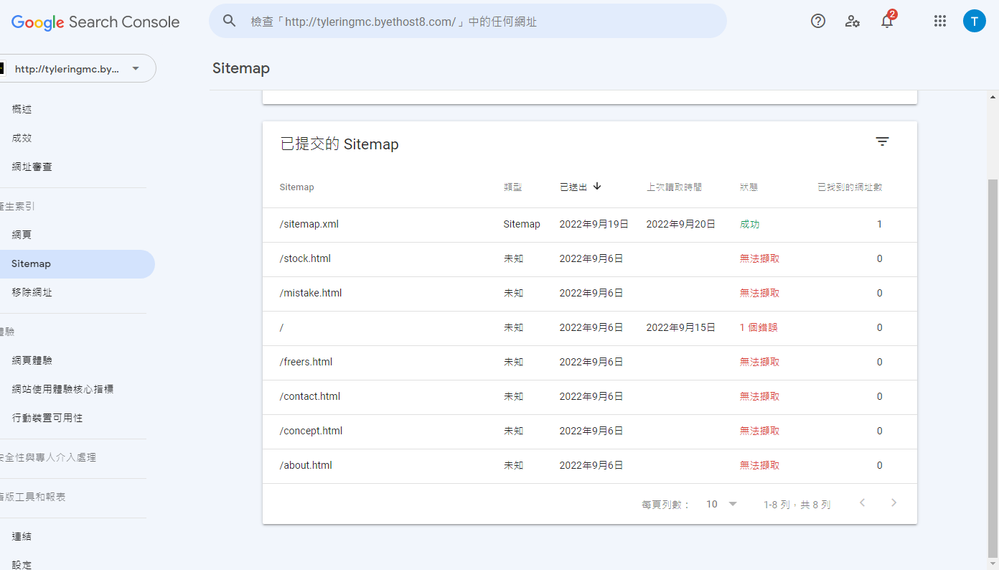 Google Search Console
檢查「http://tyleringmc.byethost8.com/」中的任何網址
2
T
http://tyleringmc.by...
Sitemap
概述
成效
網址審查
產生索引
網頁
Sitemap
移除網址
體驗
網頁體驗
網站使用體驗核心指標
行動裝置可用性
安全性與專人介入處理
舊版工具和報表
連結
設定
已提交的 Sitemap
Sitemap 類型 已送出 上次讀取時間 狀態 已找到的網址數
/sitemap.xml Sitemap 2022年9月19日 2022年9月20日 成功 1
/stock.html 未知 2022年9月6日 無法擷取 0
/mistake.html 未知 2022年9月6日 無法擷取 0
/ 未知 2022年9月6日 2022年9月15日 1 個錯誤 0
/freers.html 未知 2022年9月6日 無法擷取 0
/contact.html 未知 2022年9月6日 無法擷取 0
/concept.html 未知 2022年9月6日 無法擷取 0
/about.html 未知 2022年9月6日 無法擷取 0
每頁列數： 10 1-8 列，共 8 列